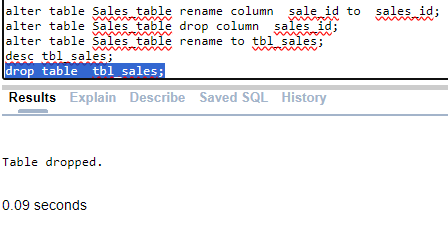 alter table Sales_table rename column  sale_id to  sales_id;
alter table Sales_table drop column  sales_id;
alter table Sales_table rename to tbl_sales;
desc tbl_sales;
drop table  tbl_sales;
Results Explain Describe Saved SQL History
Table dropped.
0.09 seconds